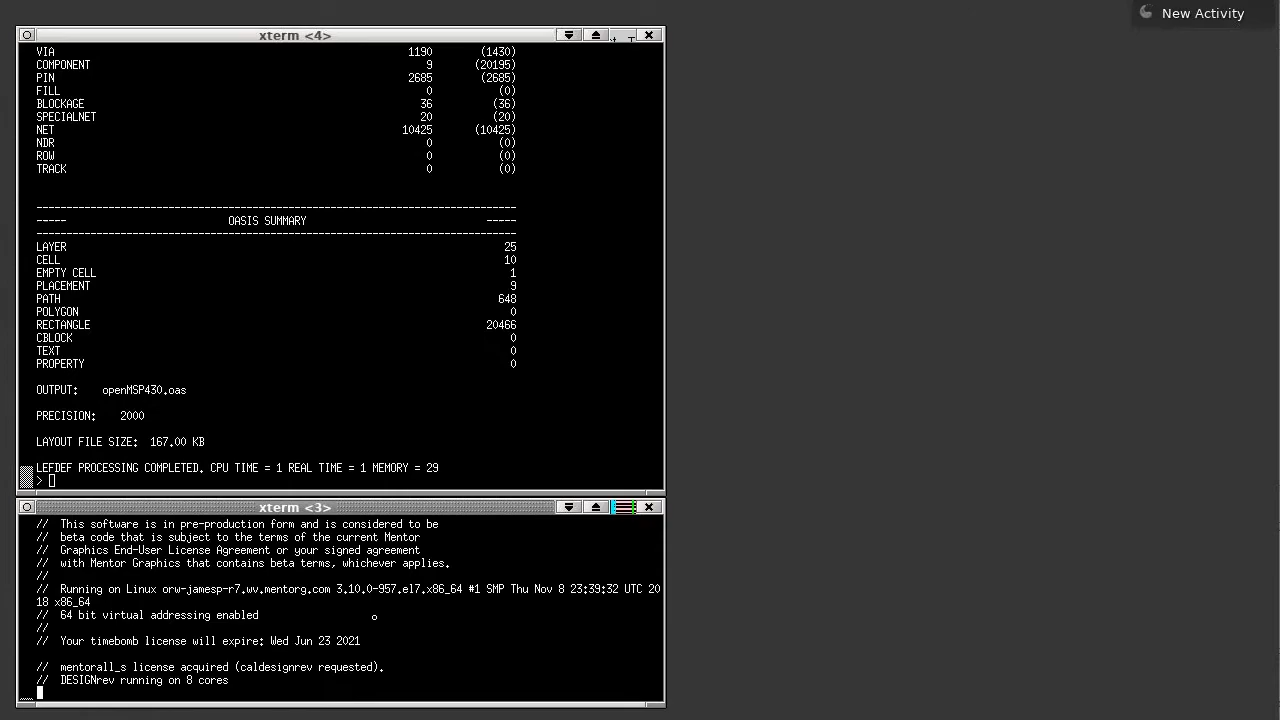 New Activity
xterm <4>
VIA 1190 (1430)
COMPONENT 9 (20195)
PIN 2685 (2685)
FILL 0 (0)
BLOCKAGE 36 (36)
SPECIALNET 20 (20)
NET 10425 (10425)
NDR 0 (0)
ROW 0 (0)
TRACK 0 (0)
--------------------------------------------------------------------------------
----- OASIS SUMMARY -----
--------------------------------------------------------------------------------
LAYER 25
CELL 10
EMPTY CELL 1
PLACEMENT 9
PATH 648
POLYGON 0
RECTANGLE 20466
CBLOCK 0
TEXT 0
PROPERTY 0
OUTPUT: openMSP430.oas
PRECISION: 2000
LAYOUT FILE SIZE: 167.00 KB
LEFDEF PROCESSING COMPLETED. CPU TIME = 1 REAL TIME = 1 MEMORY = 29
>
xterm <3>
// This software is in pre-production form and is considered to be
// beta code that is subject to the terms of the current Mentor
// Graphics End-User License Agreement or your signed agreement
// with Mentor Graphics that contains beta terms, whichever applies.
//
// Running on Linux orw-jamesp-r7.wv.mentorg.com 3.10.0-957.el7.x86_64 #1 SMP Thu Nov 8 23:39:32 UTC 20
18 x86_64
// 64 bit virtual addressing enabled
//
// Your timebomb license will expire: Wed Jun 23 2021
// mentorall_s license acquired (caldesignrev requested).
// DESIGNrev running on 8 cores